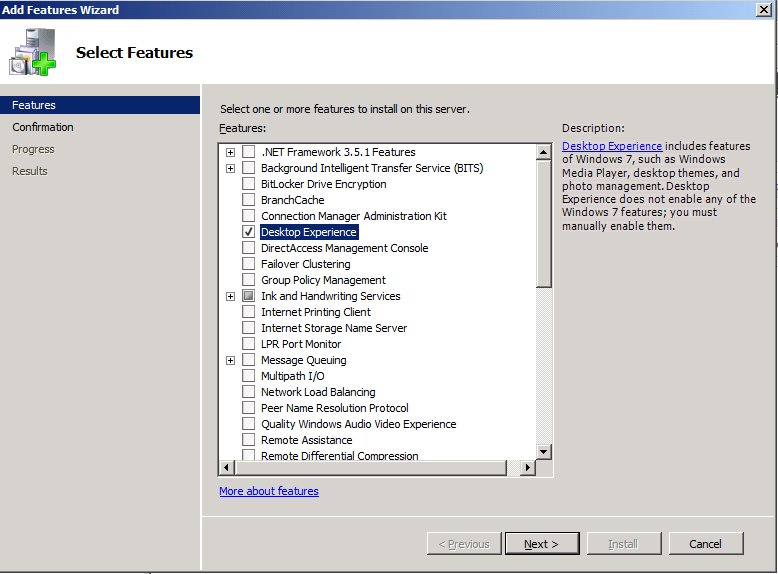 Add Features Wizard
Select Features
Features
Confirmation
Progress
Results
Select one or more features to install on this server.
Features:
.NET Framework 3.5.1 Features
Background Intelligent Transfer Service (BITS)
BitLocker Drive Encryption
BranchCache
Connection Manager Administration Kit
Desktop Experience
DirectAccess Management Console
Failover Clustering
Group Policy Management
Ink and Handwriting Services
Internet Printing Client
Internet Storage Name Server
LPR Port Monitor
Message Queuing
Multipath I/O
Network Load Balancing
Peer Name Resolution Protocol
Quality Windows Audio Video Experience
Remote Assistance
Remote Differential Compression
More about features
Description:
Desktop Experience includes features
of Windows 7, such as Windows
Media Player, desktop themes, and
photo management. Desktop
Experience does not enable any of the
Windows 7 features; you must
manually enable them.
< Previous
Next >
Install
Cancel